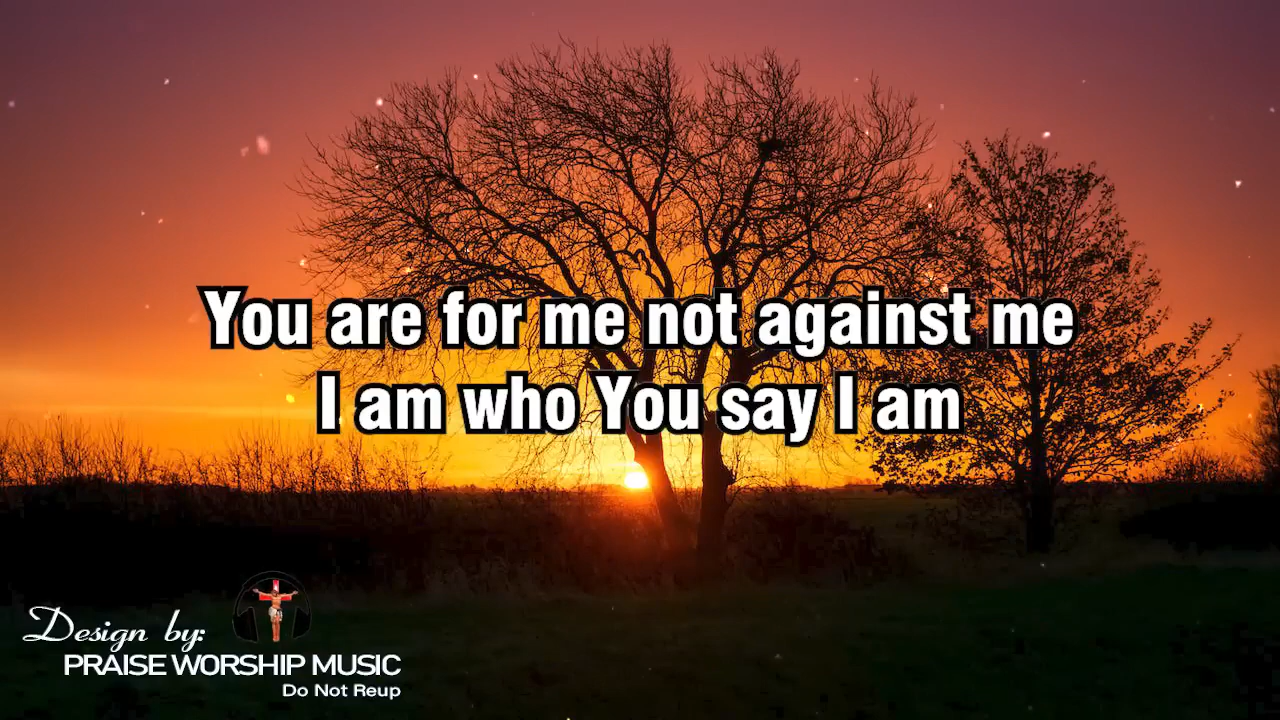 You are for me not against me
I am who You say I am
Design by:
PRAISE WORSHIP MUSIC
Do Not Reup